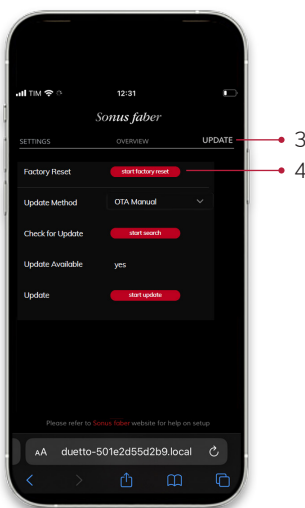 TIM 12:31
Sonus faber
SETTINGS OVERVIEW UPDATE
3
Factory Reset start factory reset
4
Update Method OTA Manual
Check for Update start search
Update Available yes
Update start update
Please refer to Sonus faber website for help on setup
AA duetto-501e2d55d2b9.local